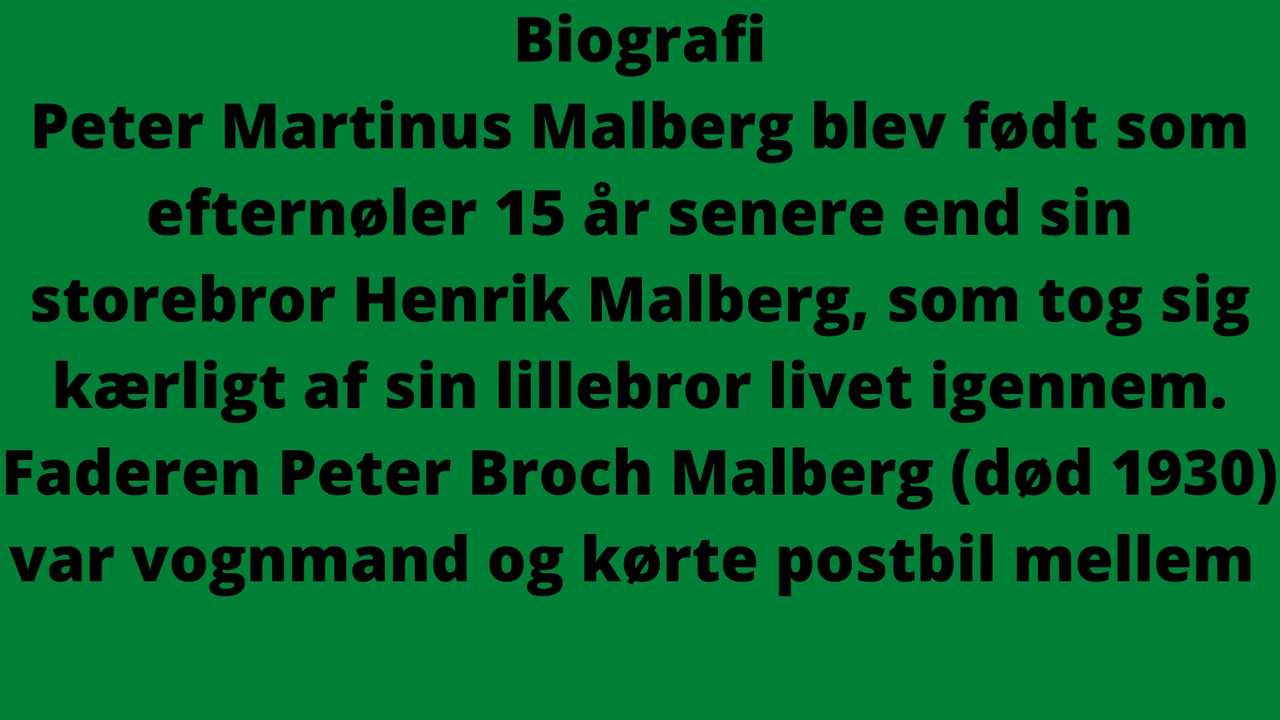 Biografi
Peter Martinus Malberg blev født som
efternøler 15 år senere end sin
storebror Henrik Malberg, som tog sig
kærligt af sin lillebror livet igennem.
Faderen Peter Broch Malberg (død 1930)
var vognmand og kørte postbil mellem